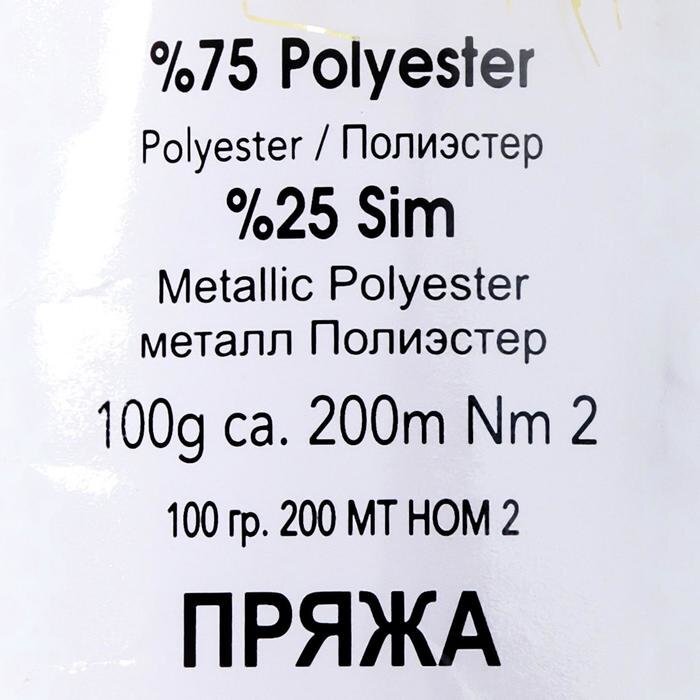 %75 Polyester
Polyester / Полиэстер
%25 Sim
Metallic Polyester
металл Полиэстер
100g ca. 200m Nm 2
100 гр. 200 МТ НОМ 2
ПРЯЖА